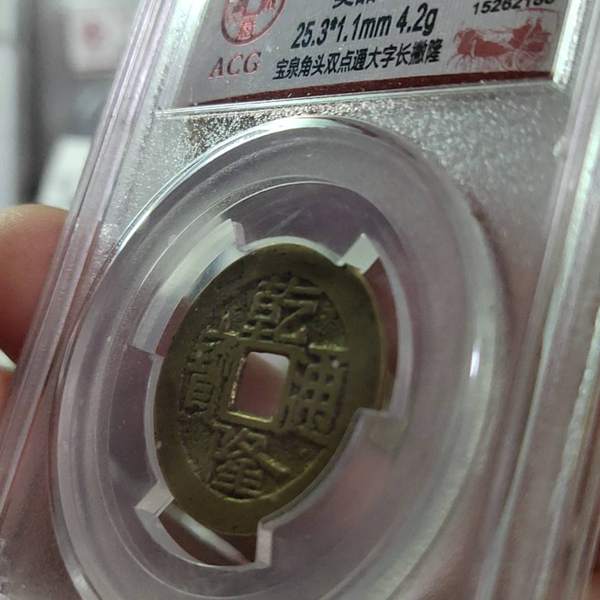 25.3*1.1mm 4.2g
ACG
宝泉角头双点通大字长撇隆
乾隆通寶